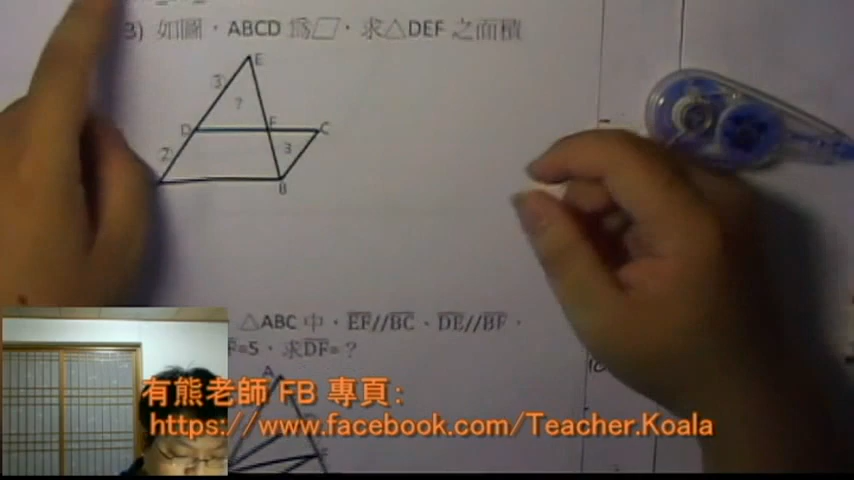 3) 如圖，ABCD 為▱，求△DEF 之面積
E
③
?
D
F
C
②
3
B
△ABC 中，EF//BC、DE//BF，
F=5，求DF=？
A
F
有熊老師 FB 專頁：
https://www.facebook.com/Teacher.Koala